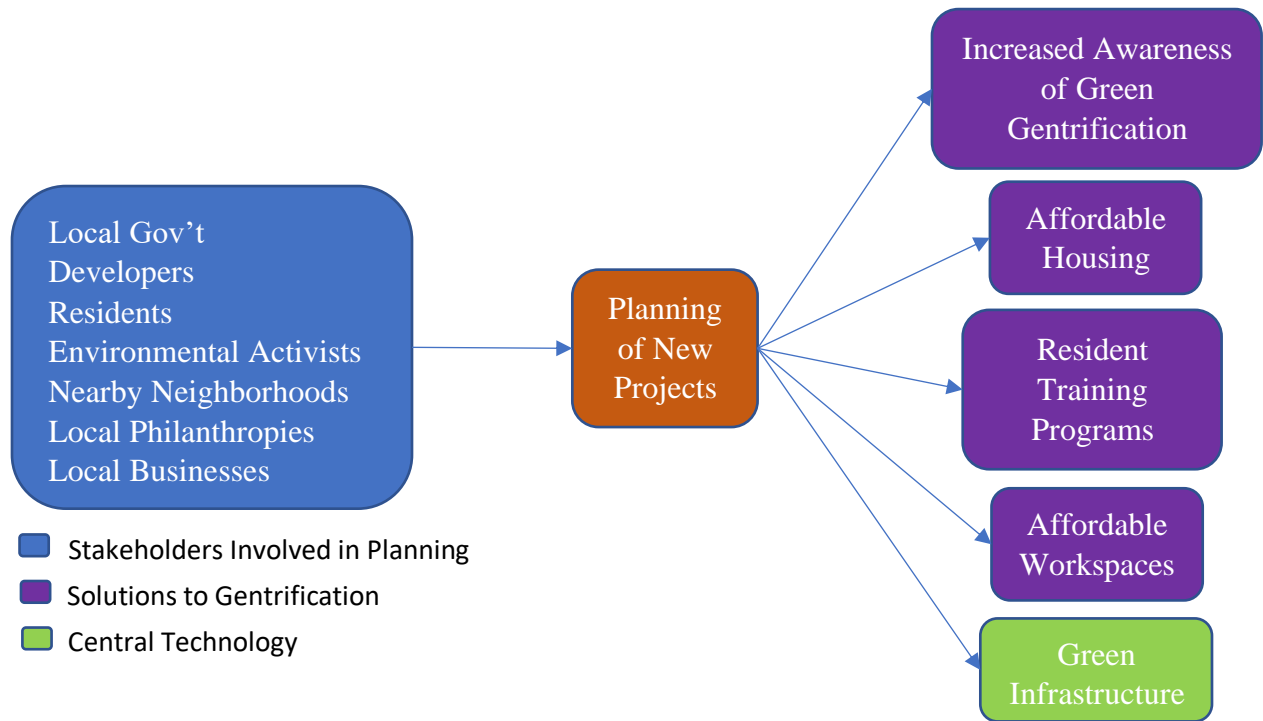 Local Gov’t
Developers
Residents
Environmental Activists
Nearby Neighborhoods
Local Philanthropies
Local Businesses
Stakeholders Involved in Planning
Solutions to Gentrification
Central Technology
Planning
of New
Projects
Increased Awareness
of Green
Gentrification
Affordable
Housing
Resident
Training
Programs
Affordable
Workspaces
Green
Infrastructure